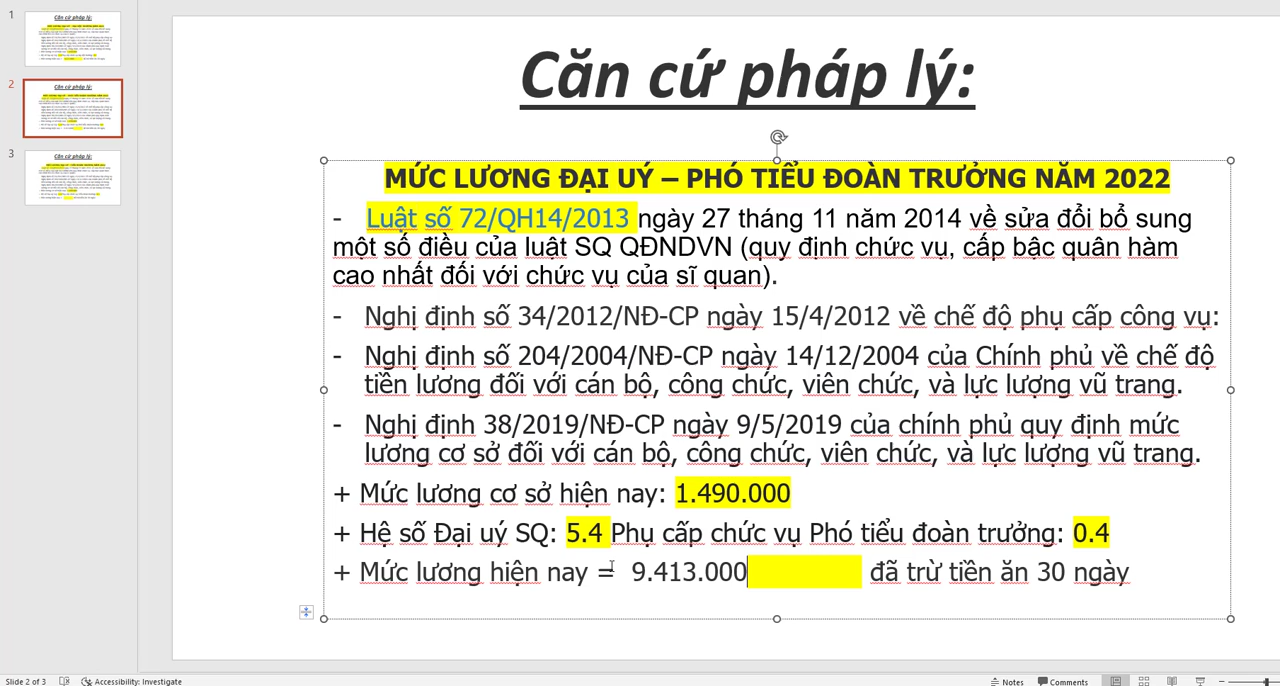 1
2
3
Căn cứ pháp lý:
MỨC LƯƠNG ĐẠI UÝ – PHÓ TIỂU ĐOÀN TRƯỞNG NĂM 2022
- Luật số 72/QH14/2013 ngày 27 tháng 11 năm 2014 về sửa đổi bổ sung
một số điều của luật SQ QĐNDVN (quy định chức vụ, cấp bậc quân hàm
cao nhất đối với chức vụ của sĩ quan).
- Nghị định số 34/2012/NĐ-CP ngày 15/4/2012 về chế độ phụ cấp công vụ:
- Nghị định số 204/2004/NĐ-CP ngày 14/12/2004 của Chính phủ về chế độ
tiền lương đối với cán bộ, công chức, viên chức, và lực lượng vũ trang.
- Nghị định 38/2019/NĐ-CP ngày 9/5/2019 của chính phủ quy định mức
lương cơ sở đối với cán bộ, công chức, viên chức, và lực lượng vũ trang.
+ Mức lương cơ sở hiện nay: 1.490.000
+ Hệ số Đại uý SQ: 5.4 Phụ cấp chức vụ Phó tiểu đoàn trưởng: 0.4
+ Mức lương hiện nay = 9.413.000 đã trừ tiền ăn 30 ngày
Slide 2 of 3 Accessibility: Investigate Notes Comments